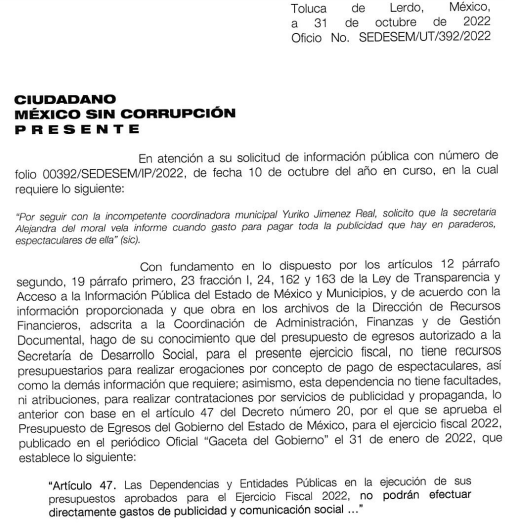 Toluca de Lerdo, México,
a 31 de octubre de 2022
Oficio No. SEDESEM/UT/392/2022
CIUDADANO
MÉXICO SIN CORRUPCIÓN
P R E S E N T E
En atención a su solicitud de información pública con número de
folio 00392/SEDESEM/IP/2022, de fecha 10 de octubre del año en curso, en la cual
requiere lo siguiente:
"Por seguir con la incompetente coordinadora municipal Yuriko Jimenez Real, solicito que la secretaria
Alejandra del moral vela informe cuando gasto para pagar toda la publicidad que hay en paraderos,
espectaculares de ella" (sic).
Con fundamento en lo dispuesto por los artículos 12 párrafo
segundo, 19 párrafo primero, 23 fracción I, 24, 162 y 163 de la Ley de Transparencia y
Acceso a la Información Pública del Estado de México y Municipios, y de acuerdo con la
información proporcionada y que obra en los archivos de la Dirección de Recursos
Financieros, adscrita a la Coordinación de Administración, Finanzas y de Gestión
Documental, hago de su conocimiento que del presupuesto de egresos autorizado a la
Secretaría de Desarrollo Social, para el presente ejercicio fiscal, no tiene recursos
presupuestarios para realizar erogaciones por concepto de pago de espectaculares, así
como la demás información que requiere; asimismo, esta dependencia no tiene facultades,
ni atribuciones, para realizar contrataciones por servicios de publicidad y propaganda, lo
anterior con base en el artículo 47 del Decreto número 20, por el que se aprueba el
Presupuesto de Egresos del Gobierno del Estado de México, para el ejercicio fiscal 2022,
publicado en el periódico Oficial "Gaceta del Gobierno" el 31 de enero de 2022, que
establece lo siguiente:
"Artículo 47. Las Dependencias y Entidades Públicas en la ejecución de sus
presupuestos aprobados para el Ejercicio Fiscal 2022, no podrán efectuar
directamente gastos de publicidad y comunicación social ..."